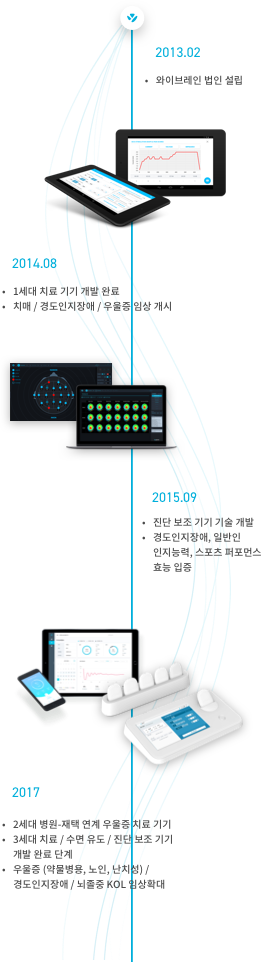 2013.02
• 와이브레인 법인 설립
2014.08
• 1세대 치료 기기 개발 완료
• 치매 / 경도인지장애 / 우울증 임상 개시
2015.09
• 진단 보조 기기 기술 개발
• 경도인지장애, 일반인
인지능력, 스포츠 퍼포먼스
효능 입증
2017
• 2세대 병원-재택 연계 우울증 치료 기기
• 3세대 치료 / 수면 유도 / 진단 보조 기기
개발 완료 단계
• 우울증 (약물병용, 노인, 난치성) /
경도인지장애 / 뇌졸중 KOL 임상확대